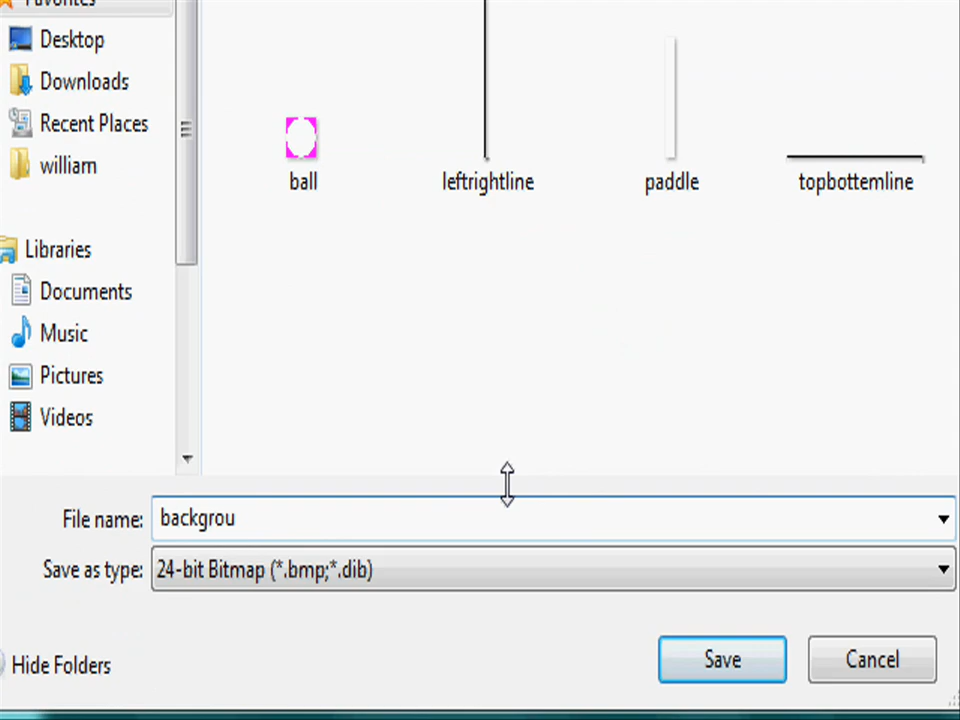 Favorites
Desktop
Downloads
Recent Places
william
Libraries
Documents
Music
Pictures
Videos
ball
leftrightline
paddle
topbottemline
File name: backgrou
Save as type: 24-bit Bitmap (*.bmp;*.dib)
Hide Folders
Save
Cancel